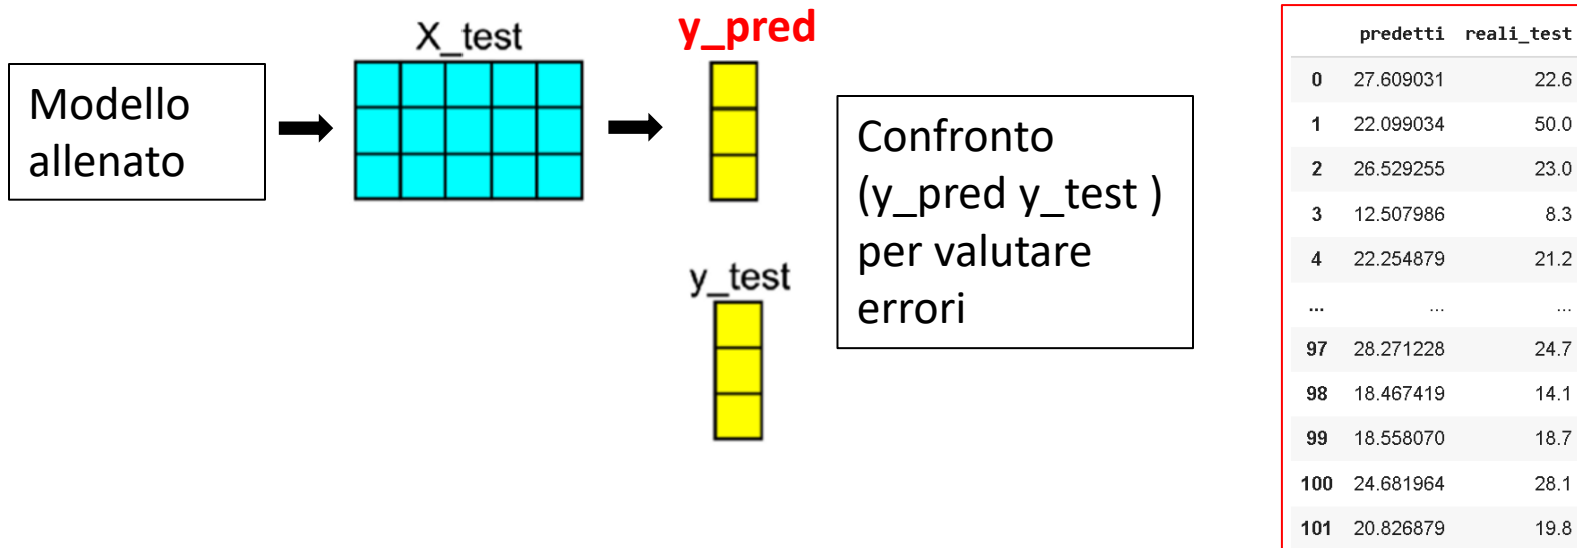 Modello
allenato
X_test
y_pred
y_test
Confronto
(y_pred y_test )
per valutare
errori
predetti reali_test
0 27.609031 22.6
1 22.099034 50.0
2 26.529255 23.0
3 12.507986 8.3
4 22.254879 21.2
... ... ...
97 28.271228 24.7
98 18.467419 14.1
99 18.558070 18.7
100 24.681964 28.1
101 20.826879 19.8